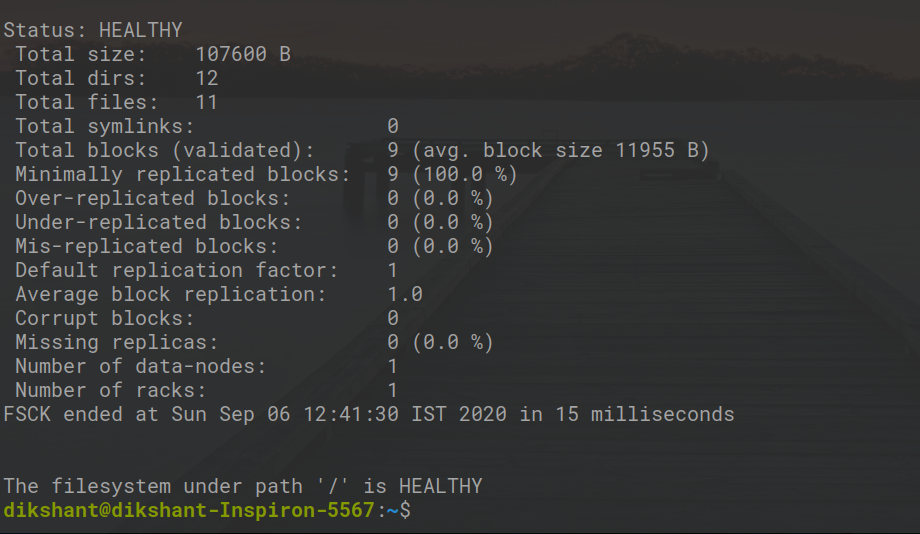 Status: HEALTHY
 Total size:    107600 B
 Total dirs:    12
 Total files:   11
 Total symlinks:                0
 Total blocks (validated):      9 (avg. block size 11955 B)
 Minimally replicated blocks:   9 (100.0 %)
 Over-replicated blocks:        0 (0.0 %)
 Under-replicated blocks:       0 (0.0 %)
 Mis-replicated blocks:         0 (0.0 %)
 Default replication factor:    1
 Average block replication:     1.0
 Corrupt blocks:                0
 Missing replicas:              0 (0.0 %)
 Number of data-nodes:          1
 Number of racks:               1
FSCK ended at Sun Sep 06 12:41:30 IST 2020 in 15 milliseconds
The filesystem under path '/' is HEALTHY
dikshant@dikshant-Inspiron-5567:~$